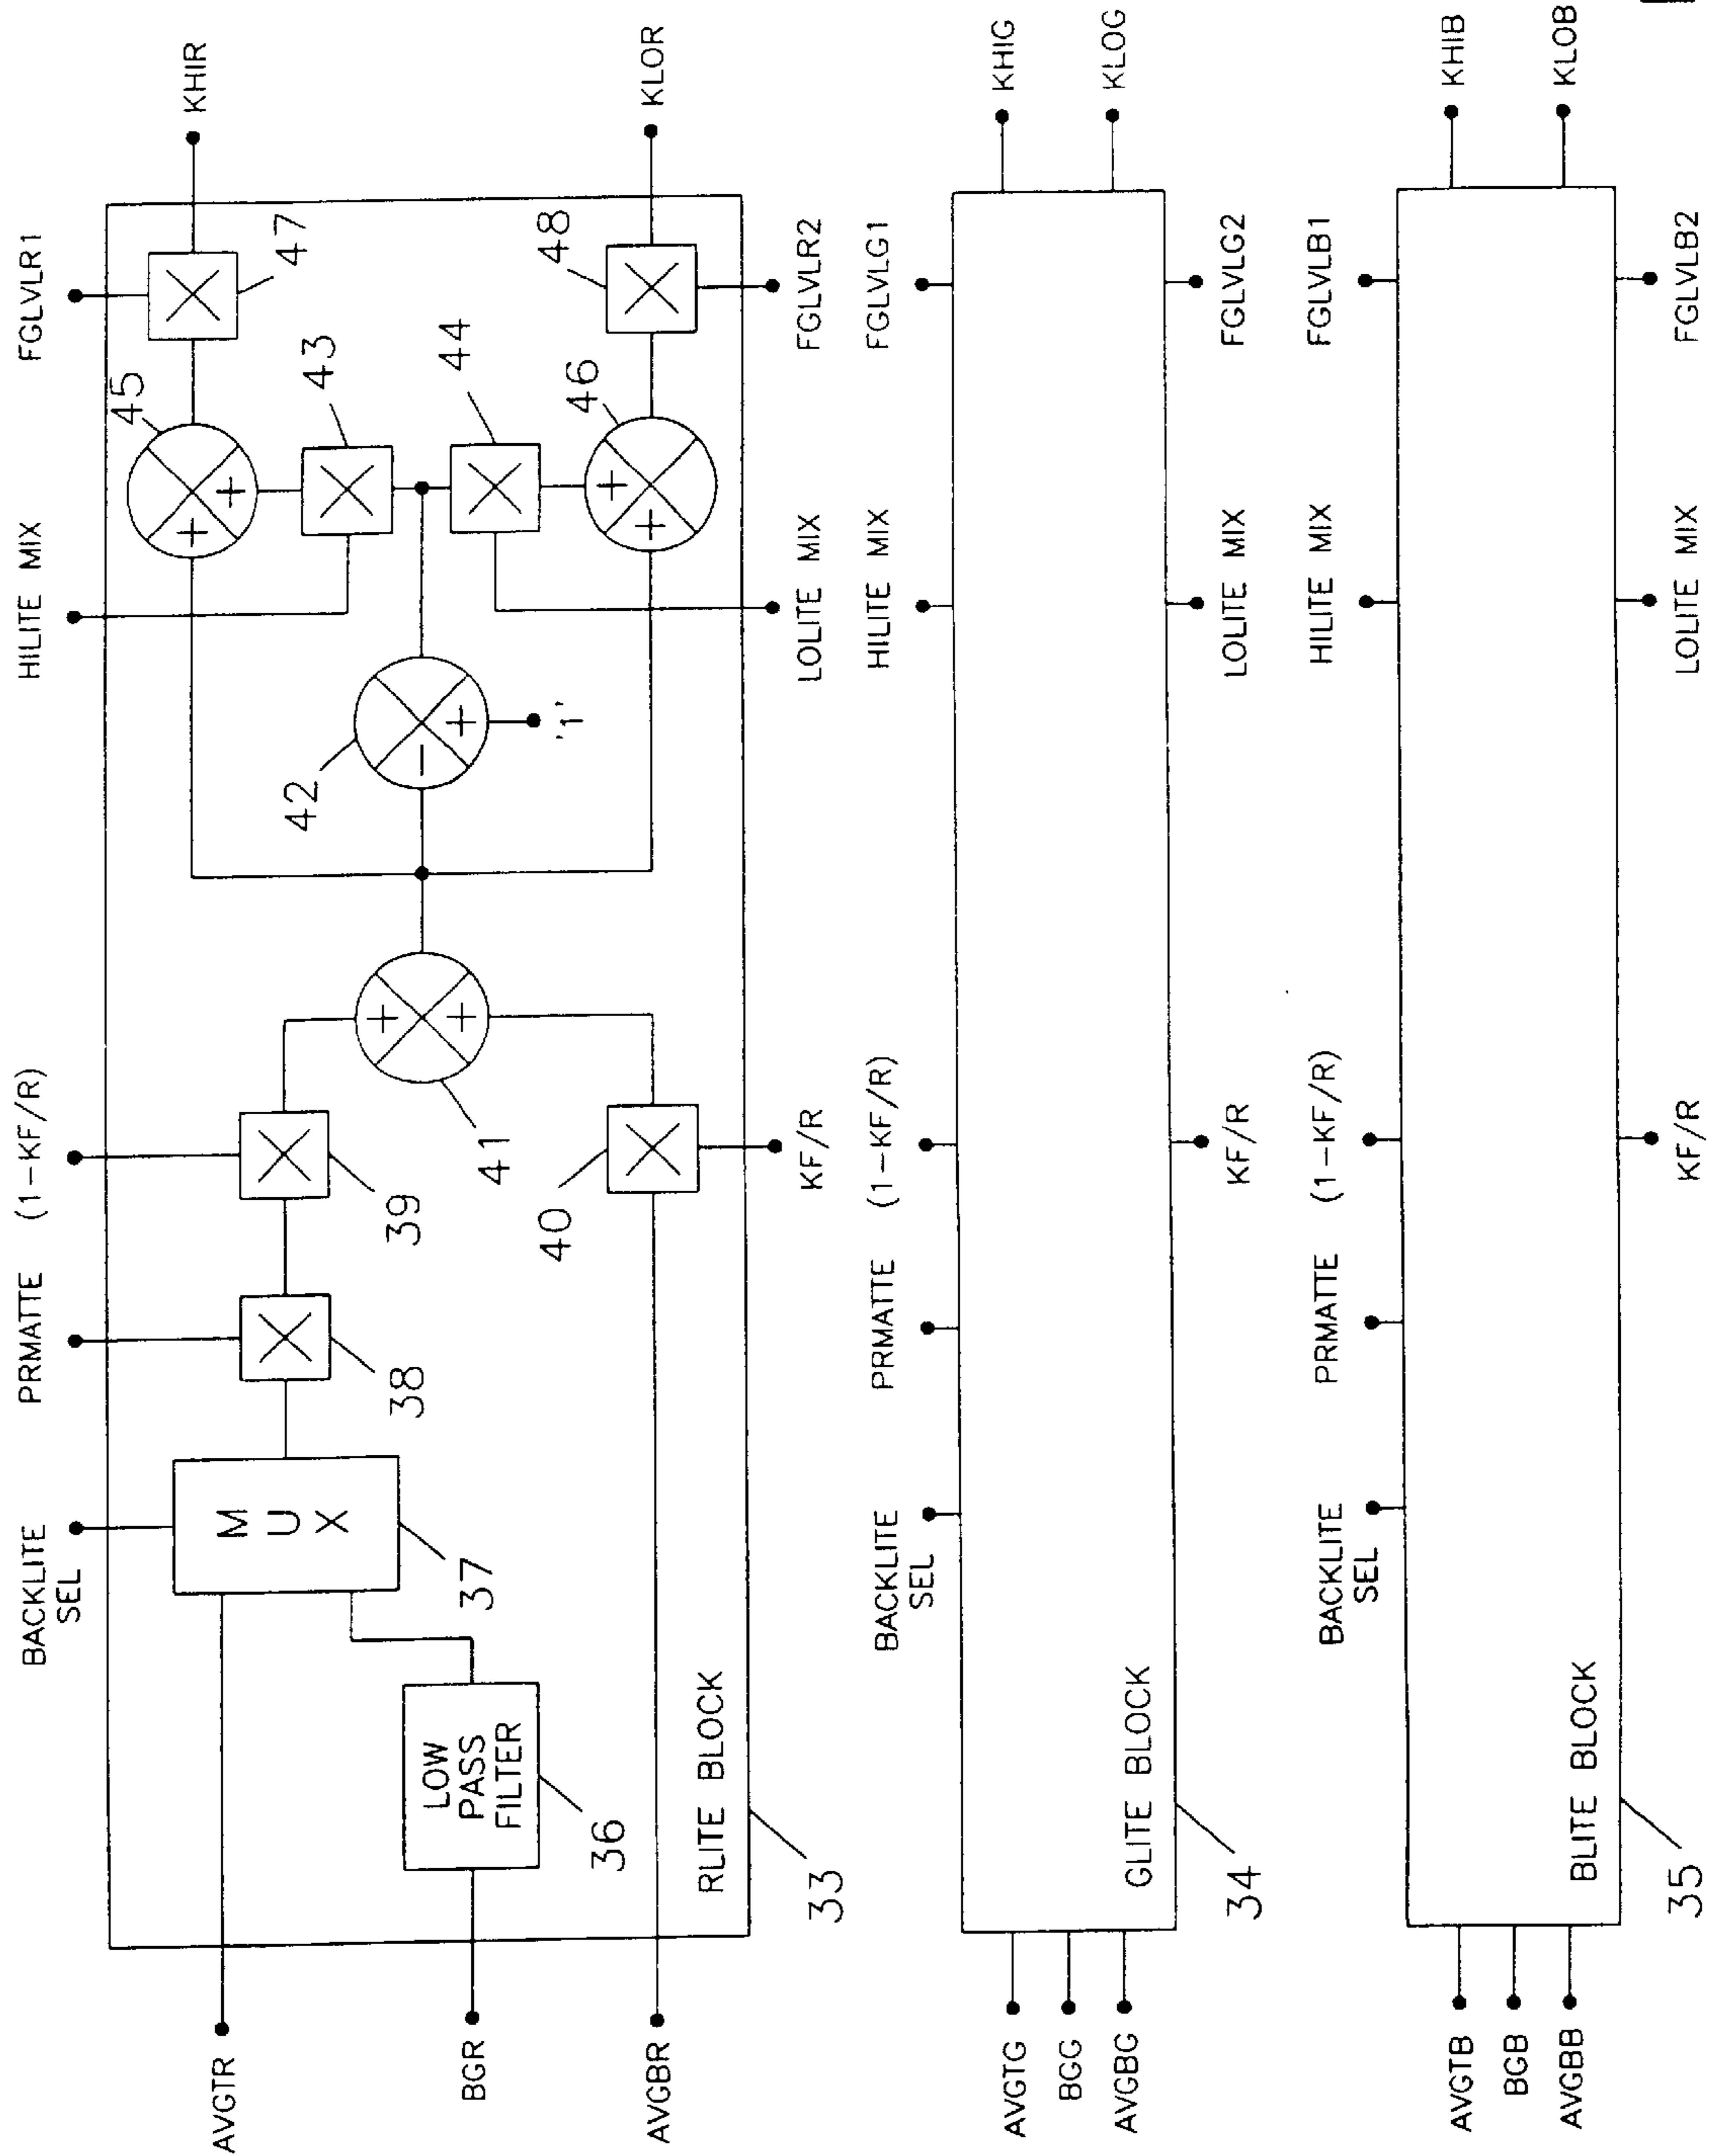 BACKLITE
SEL
PRMATTE
(1-KF/R)
HILITE MIX
FGLVLR1
AVGTR
BGR
AVGBR
LOW
PASS
FILTER
36
M
U
X
37
38
39
40
+
+
41
42
-
+
'1'
43
44
+
+
45
+
+
46
47
48
KHIR
KLOR
RLITE BLOCK
33
KF/R
LOLITE MIX
FGLVLR2
BACKLITE
SEL
PRMATTE
(1-KF/R)
HILITE MIX
FGLVLG1
AVGTG
BGG
AVGBG
GLITE BLOCK
34
KHIG
KLOG
KF/R
LOLITE MIX
FGLVLG2
BACKLITE
SEL
PRMATTE
(1-KF/R)
HILITE MIX
FGLVLB1
AVGTB
BGB
AVGBB
BLITE BLOCK
35
KHIB
KLOB
KF/R
LOLITE MIX
FGLVLB2